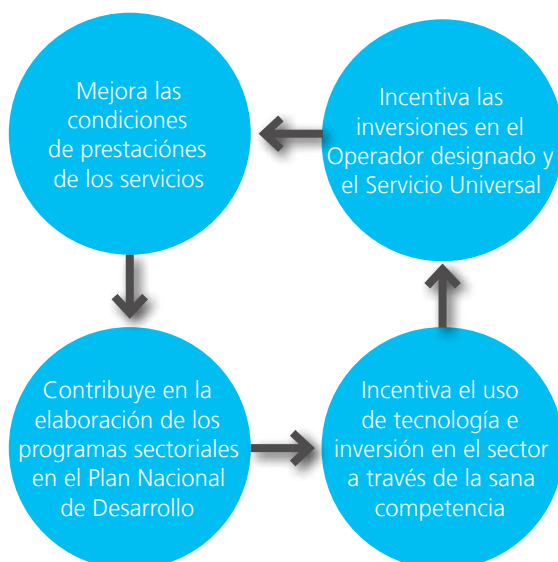 Mejora las
condiciones
de prestaciónes
de los servicios
Incentiva las
inversiones en el
Operador designado y
el Servicio Universal
Contribuye en la
elaboración de los
programas sectoriales
en el Plan Nacional
de Desarrollo
Incentiva el uso
de tecnología e
inversión en el sector
a través de la sana
competencia